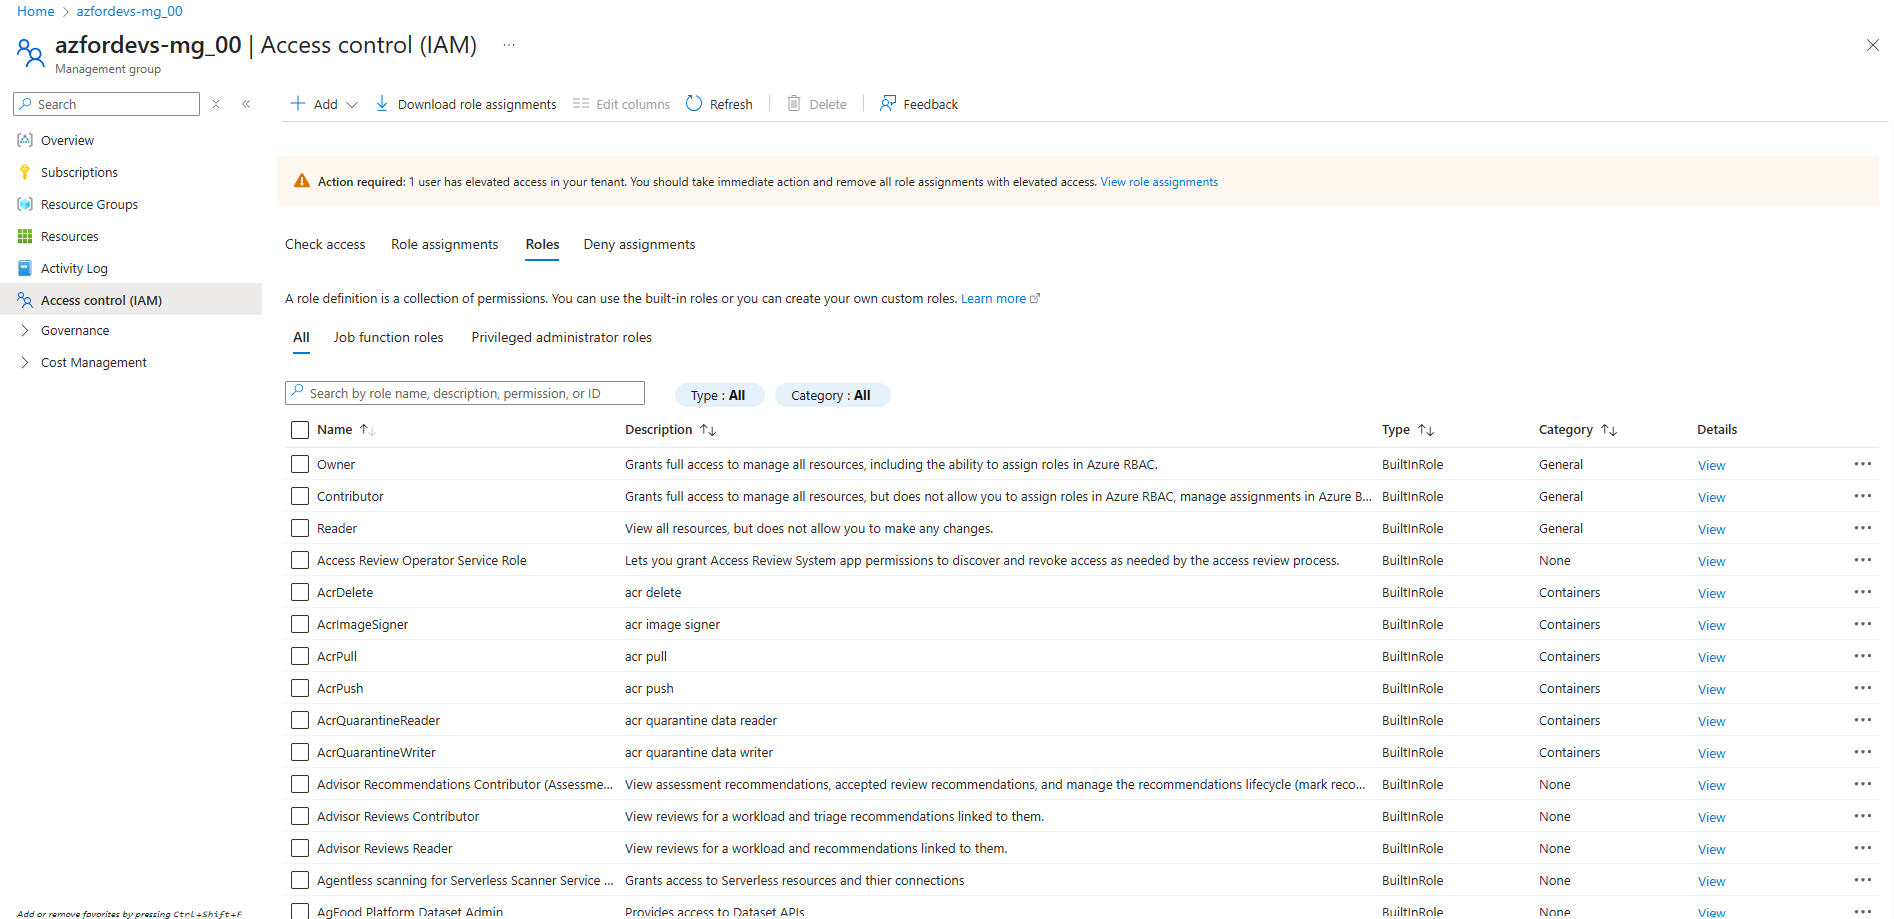 Home > azfordevs-mg_00
azfordevs-mg_00 | Access control (IAM) ...
Management group
Search
Add
Download role assignments
Edit columns
Refresh
Delete
Feedback
Overview
Subscriptions
Resource Groups
Resources
Activity Log
Access control (IAM)
Governance
Cost Management
Action required: 1 user has elevated access in your tenant. You should take immediate action and remove all role assignments with elevated access. View role assignments
Check access Role assignments Roles Deny assignments
A role definition is a collection of permissions. You can use the built-in roles or you can create your own custom roles. Learn more
All Job function roles Privileged administrator roles
Search by role name, description, permission, or ID Type : All Category : All
Name Description Type Category Details
Owner Grants full access to manage all resources, including the ability to assign roles in Azure RBAC. BuiltInRole General View ...
Contributor Grants full access to manage all resources, but does not allow you to assign roles in Azure RBAC, manage assignments in Azure B... BuiltInRole General View ...
Reader View all resources, but does not allow you to make any changes. BuiltInRole General View ...
Access Review Operator Service Role Lets you grant Access Review System app permissions to discover and revoke access as needed by the access review process. BuiltInRole None View ...
AcrDelete acr delete BuiltInRole Containers View ...
AcrImageSigner acr image signer BuiltInRole Containers View ...
AcrPull acr pull BuiltInRole Containers View ...
AcrPush acr push BuiltInRole Containers View ...
AcrQuarantineReader acr quarantine data reader BuiltInRole Containers View ...
AcrQuarantineWriter acr quarantine data writer BuiltInRole Containers View ...
Advisor Recommendations Contributor (Assessme... View assessment recommendations, accepted review recommendations, and manage the recommendations lifecycle (mark reco... BuiltInRole None View ...
Advisor Reviews Contributor View reviews for a workload and triage recommendations linked to them. BuiltInRole None View ...
Advisor Reviews Reader View reviews for a workload and recommendations linked to them. BuiltInRole None View ...
Agentless scanning for Serverless Scanner Service ... Grants access to Serverless resources and thier connections BuiltInRole None View ...
AgFood Platform Dataset Admin Provides access to Dataset APIs BuiltInRole None View ...
Add or remove favorites by pressing Ctrl+Shift+F